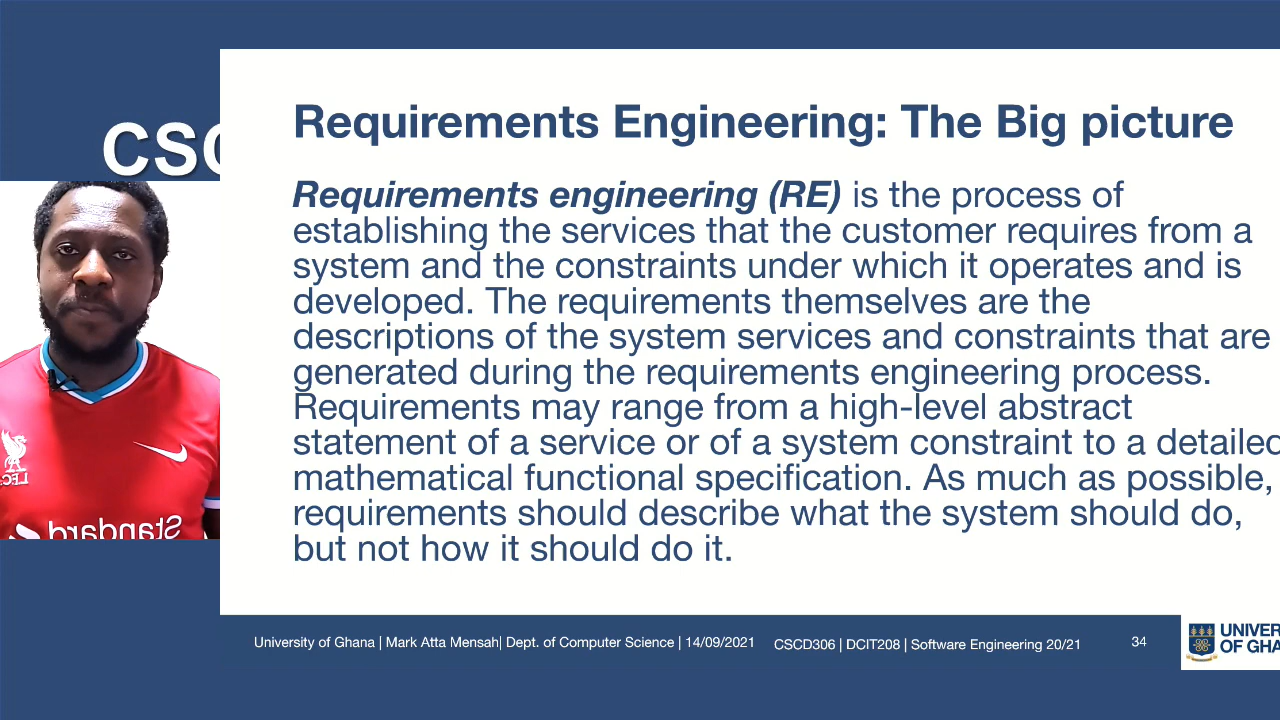 CSC
Requirements Engineering: The Big picture
Requirements engineering (RE) is the process of
establishing the services that the customer requires from a
system and the constraints under which it operates and is
developed. The requirements themselves are the
descriptions of the system services and constraints that are
generated during the requirements engineering process.
Requirements may range from a high-level abstract
statement of a service or of a system constraint to a detailed
mathematical functional specification. As much as possible,
requirements should describe what the system should do,
but not how it should do it.
LFC
Standard
University of Ghana | Mark Atta Mensah| Dept. of Computer Science | 14/09/2021
CSCD306 | DCIT208 | Software Engineering 20/21
34
UNIVER
OF GHA